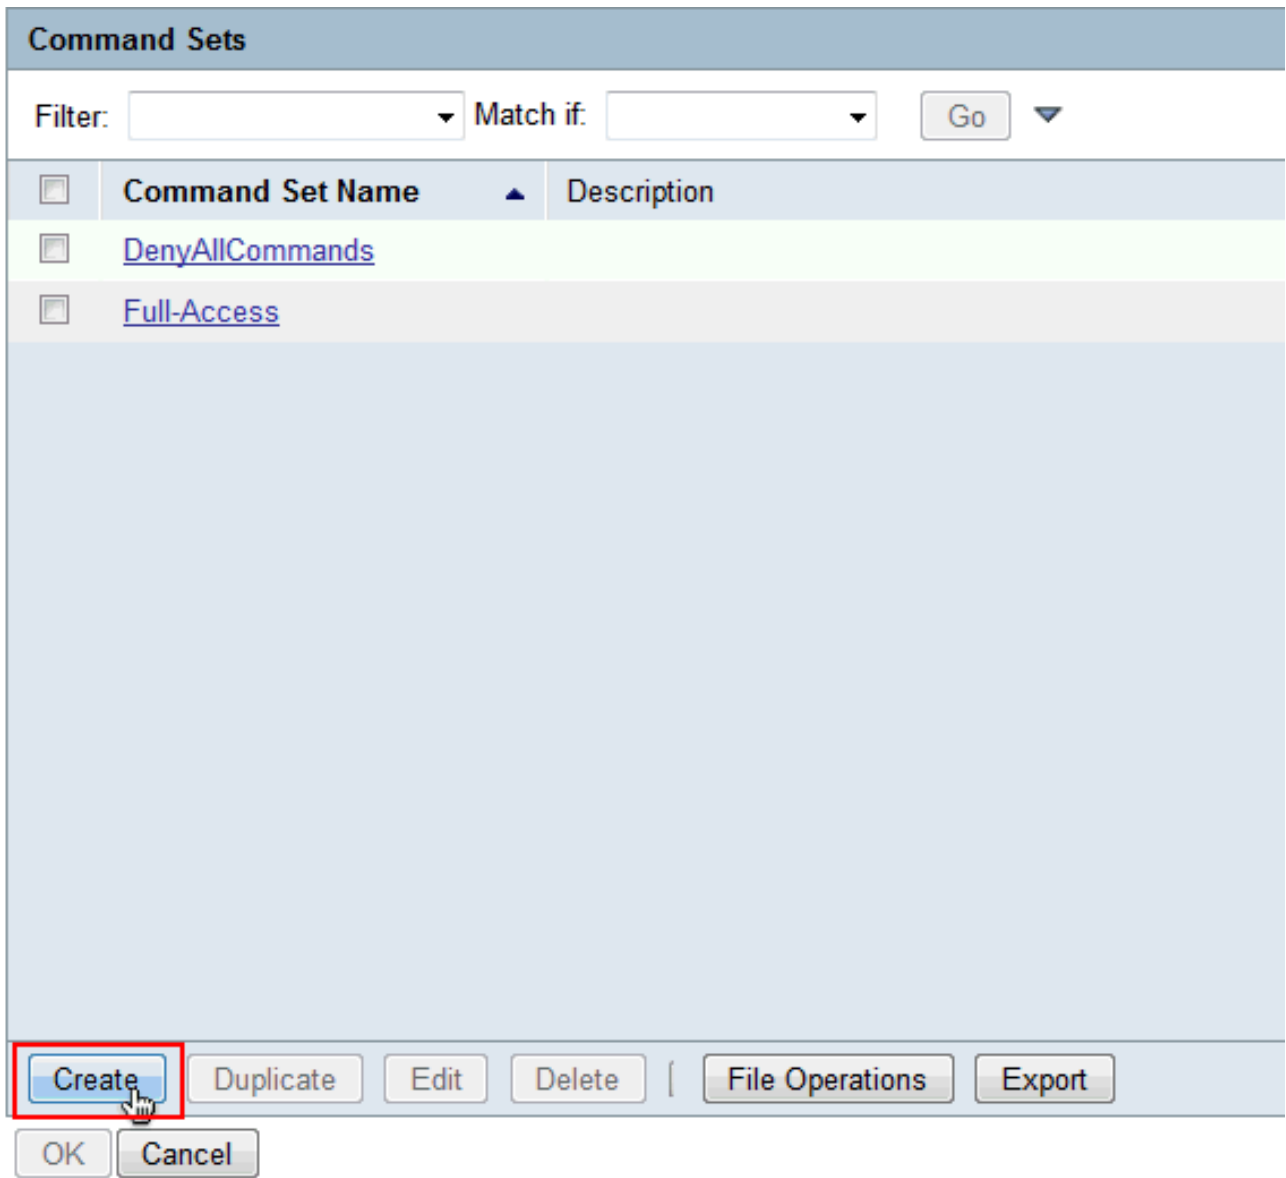 Command Sets
Filter: Match if: Go
Command Set Name Description
DenyAllCommands
Full-Access
Create Duplicate Edit Delete | File Operations Export
OK Cancel